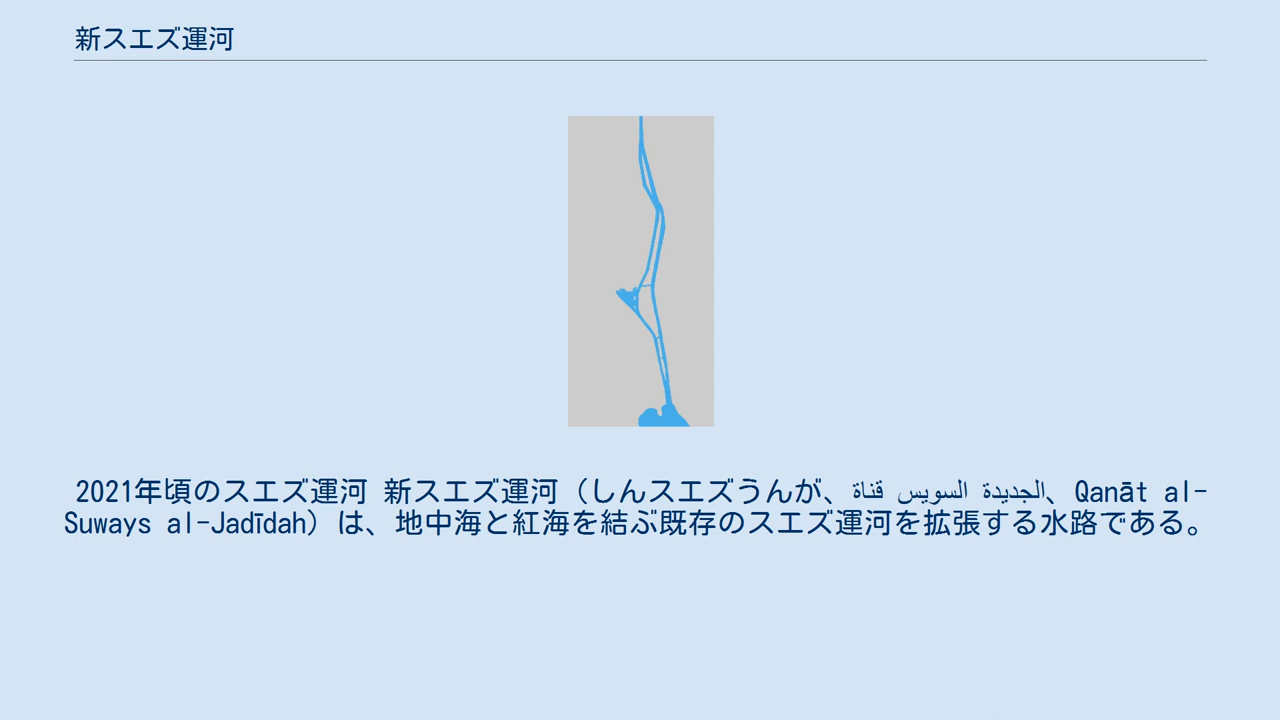 新スエズ運河
2021年頃のスエズ運河 新スエズ運河（しんスエズうんが、قناة السويس الجديدة、Qanāt al-
Suways al-Jadīdah）は、地中海と紅海を結ぶ既存のスエズ運河を拡張する水路である。